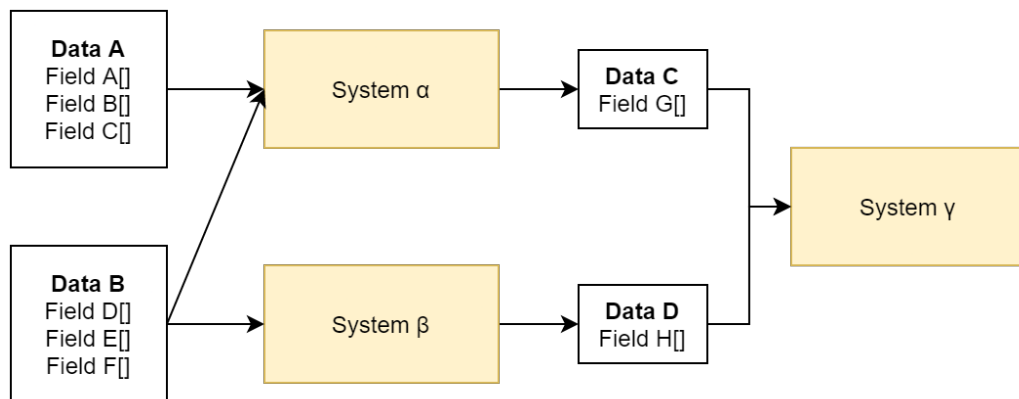 Data A
Field A[]
Field B[]
Field C[]
System α
Data C
Field G[]
System γ
Data B
Field D[]
Field E[]
Field F[]
System β
Data D
Field H[]